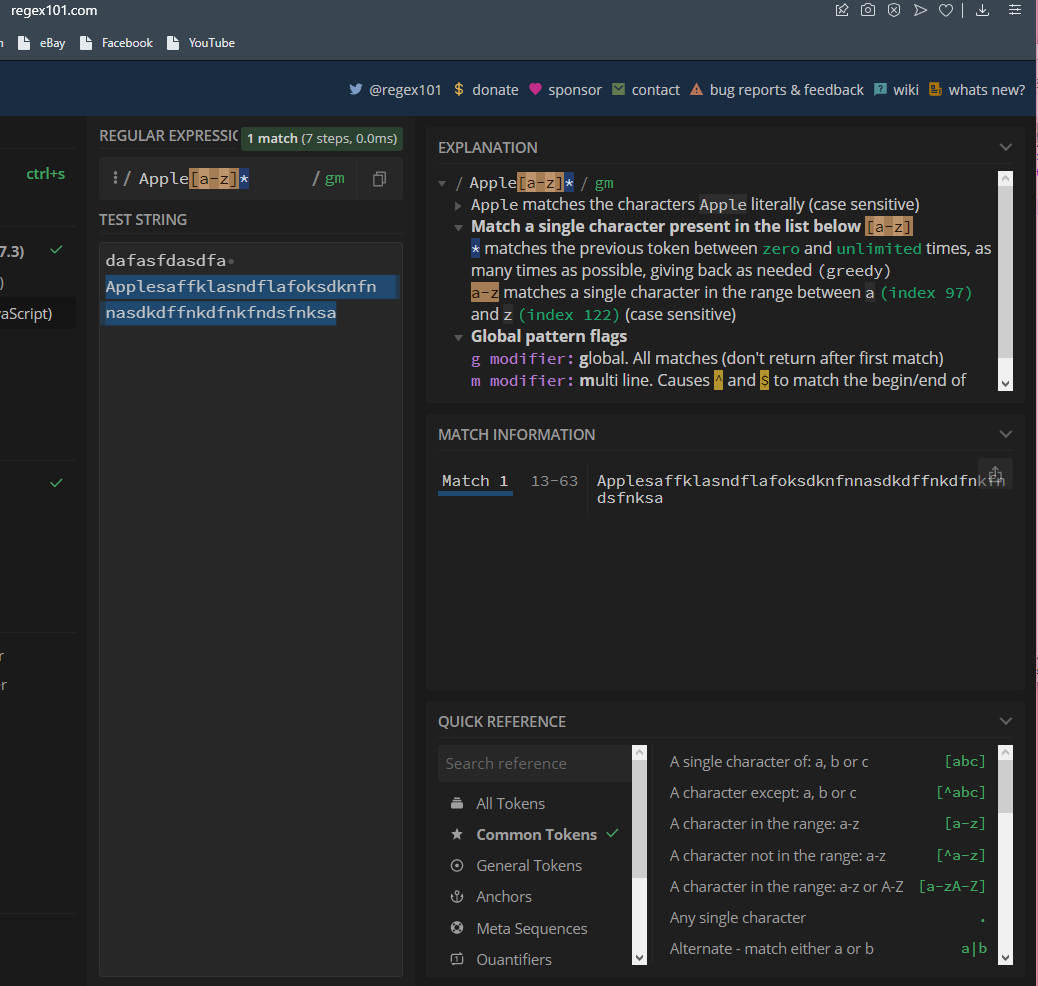 regex101.com
n eBay Facebook YouTube
@regex101 $ donate sponsor contact bug reports & feedback wiki whats new?
ctrl+s
7.3)
)
vaScript)
r
er
REGULAR EXPRESSIO 1 match (7 steps, 0.0ms)
/ Apple[a-z]* / gm
TEST STRING
dafasfdasdfa
Applesaffklasndflafoksdknfn
nasdkdffnkdfnkfndsfnksa
EXPLANATION
/ Apple[a-z]* / gm
Apple matches the characters Apple literally (case sensitive)
Match a single character present in the list below [a-z]
* matches the previous token between zero and unlimited times, as
many times as possible, giving back as needed (greedy)
a-z matches a single character in the range between a (index 97)
and z (index 122) (case sensitive)
Global pattern flags
g modifier: global. All matches (don't return after first match)
m modifier: multi line. Causes ^ and $ to match the begin/end of
MATCH INFORMATION
Match 1 13-63 Applesaffklasndflafoksdknfnnasdkdffnkdfnkfn
dsfnksa
QUICK REFERENCE
Search reference
All Tokens
Common Tokens
General Tokens
Anchors
Meta Sequences
Quantifiers
A single character of: a, b or c [abc]
A character except: a, b or c [^abc]
A character in the range: a-z [a-z]
A character not in the range: a-z [^a-z]
A character in the range: a-z or A-Z [a-zA-Z]
Any single character .
Alternate - match either a or b a|b